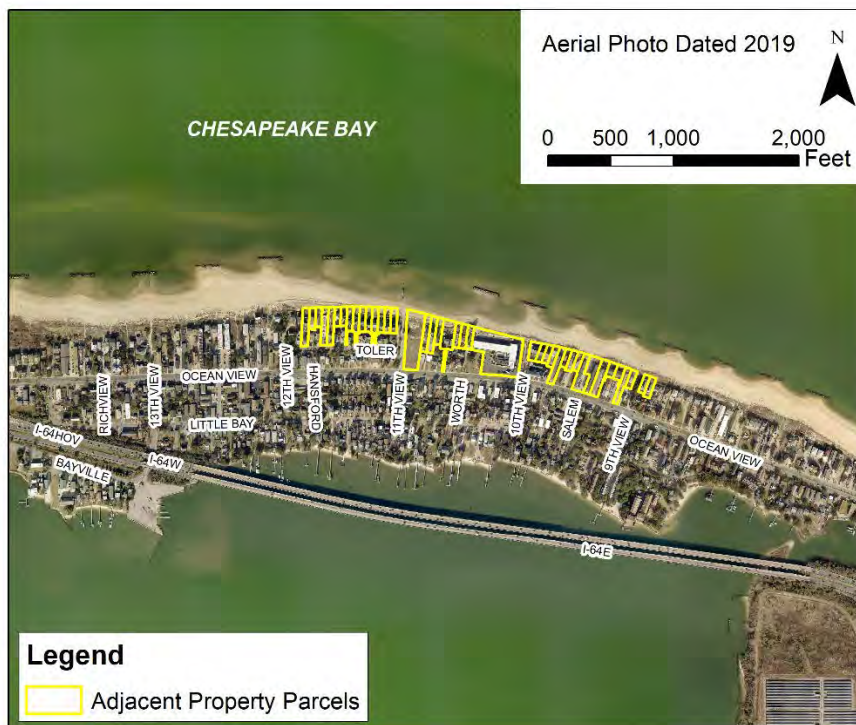 Aerial Photo Dated 2019
N
0 500 1,000 2,000
Feet
CHESAPEAKE BAY
TOLER
OCEAN VIEW
12TH VIEW
HANSFORD
RICHVIEW
13TH VIEW
LITTLE BAY
11TH VIEW
WORTH
10TH VIEW
SALEM
9TH VIEW
OCEAN VIEW
I-64HOV
I-64W
BAYVILLE
I-64E
Legend
Adjacent Property Parcels